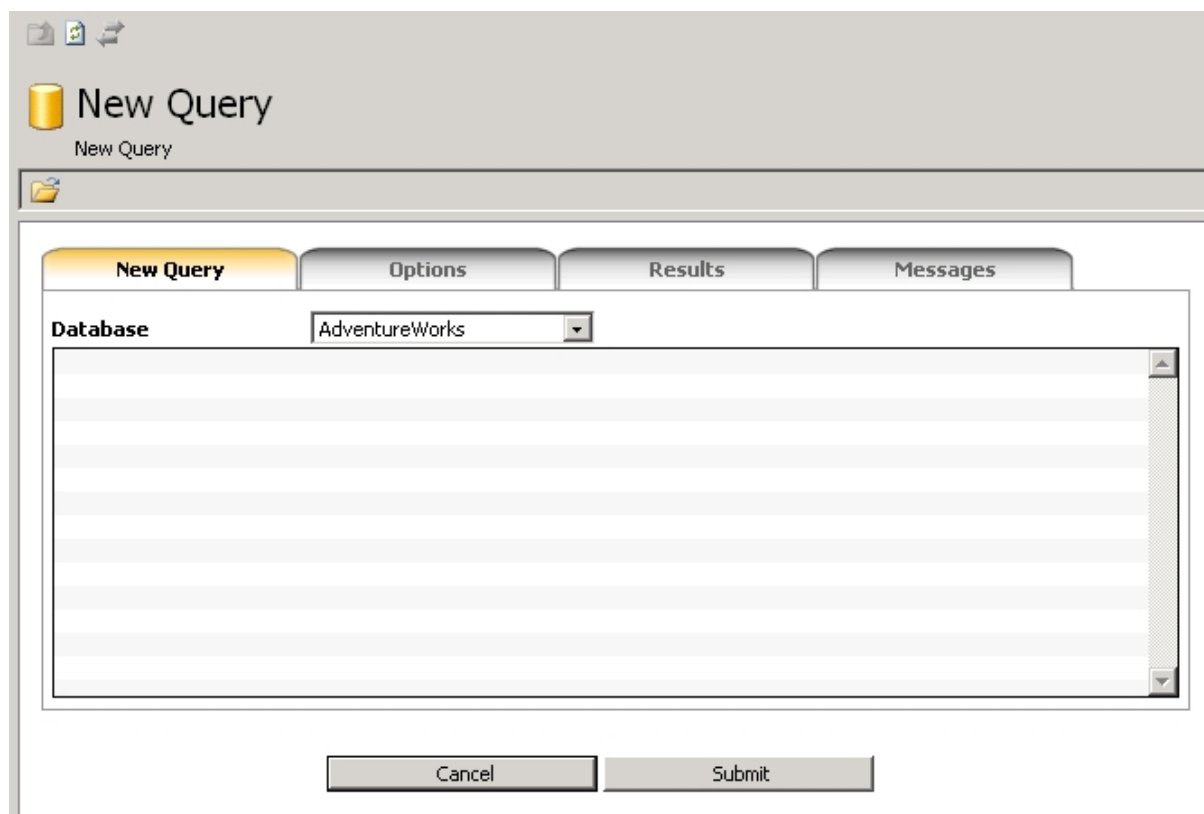 New Query
New Query
New Query Options Results Messages
Database AdventureWorks
Cancel Submit